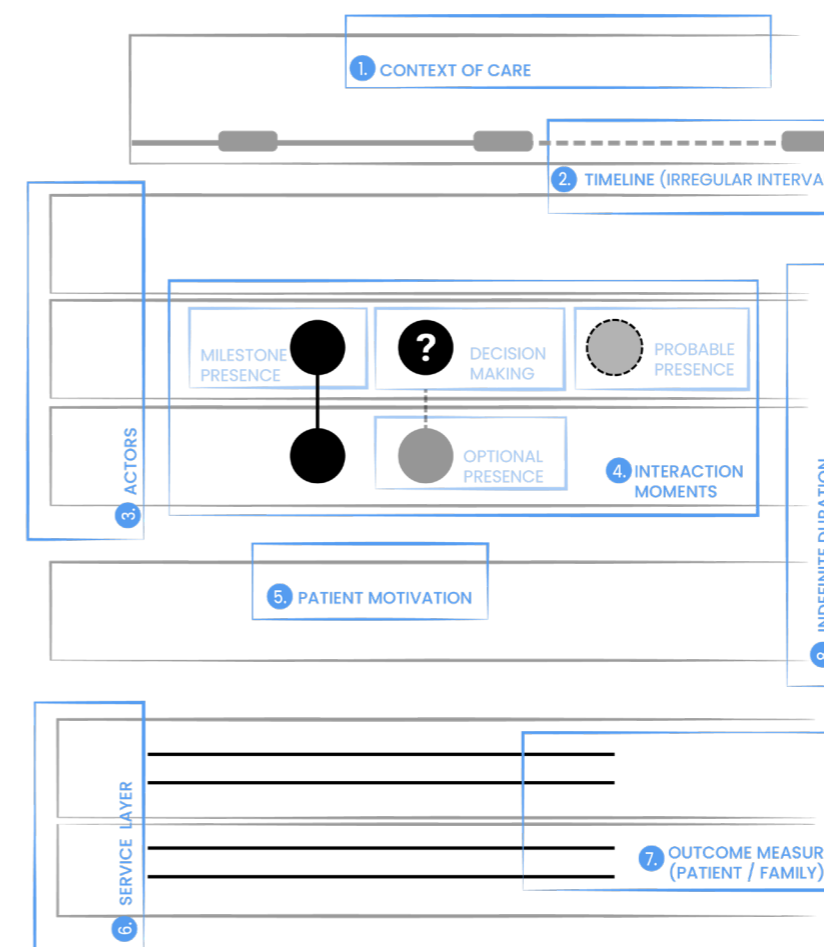 1. CONTEXT OF CARE
2. TIMELINE (IRREGULAR INTERVA
3. ACTORS
MILESTONE
PRESENCE
?
DECISION
MAKING
PROBABLE
PRESENCE
OPTIONAL
PRESENCE
4. INTERACTION
MOMENTS
5. PATIENT MOTIVATION
INDEFINITE DURATION
6. SERVICE LAYER
7. OUTCOME MEASUR
(PATIENT / FAMILY)